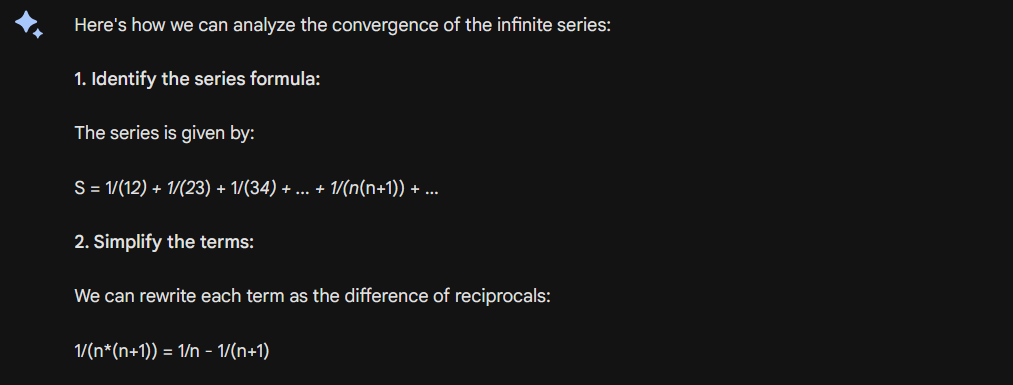 Here's how we can analyze the convergence of the infinite series:
1. Identify the series formula:
The series is given by:
S = 1/(12) + 1/(23) + 1/(34) + ... + 1/(n(n+1)) + ...
2. Simplify the terms:
We can rewrite each term as the difference of reciprocals:
1/(n*(n+1)) = 1/n - 1/(n+1)